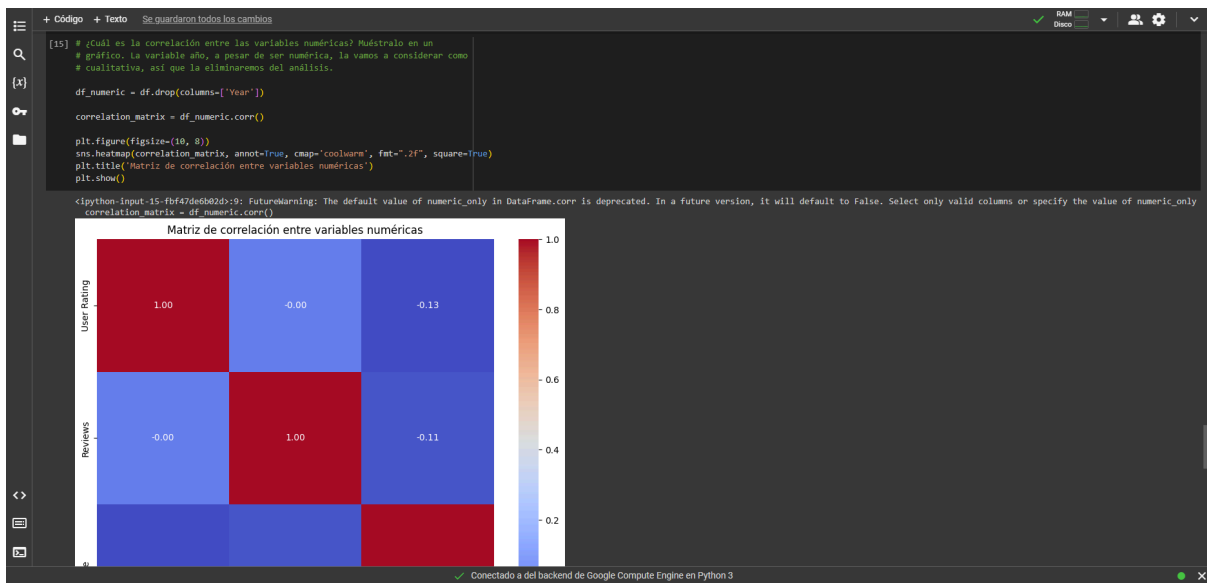 + Código + Texto Se guardaron todos los cambios
RAM
Disco
{x}
[15] # ¿Cuál es la correlación entre las variables numéricas? Muéstralo en un
# gráfico. La variable año, a pesar de ser numérica, la vamos a considerar como
# cualitativa, así que la eliminaremos del análisis.
df_numeric = df.drop(columns=['Year'])
correlation_matrix = df_numeric.corr()
plt.figure(figsize=(10, 8))
sns.heatmap(correlation_matrix, annot=True, cmap='coolwarm', fmt=".2f", square=True)
plt.title('Matriz de correlación entre variables numéricas')
plt.show()
<ipython-input-15-fbf47de6b02d>:9: FutureWarning: The default value of numeric_only in DataFrame.corr is deprecated. In a future version, it will default to False. Select only valid columns or specify the value of numeric_only
correlation_matrix = df_numeric.corr()
Matriz de correlación entre variables numéricas
User Rating
1.00 -0.00 -0.13
Reviews
-0.00 1.00 -0.11
1.0
0.8
0.6
0.4
0.2
Conectado a del backend de Google Compute Engine en Python 3